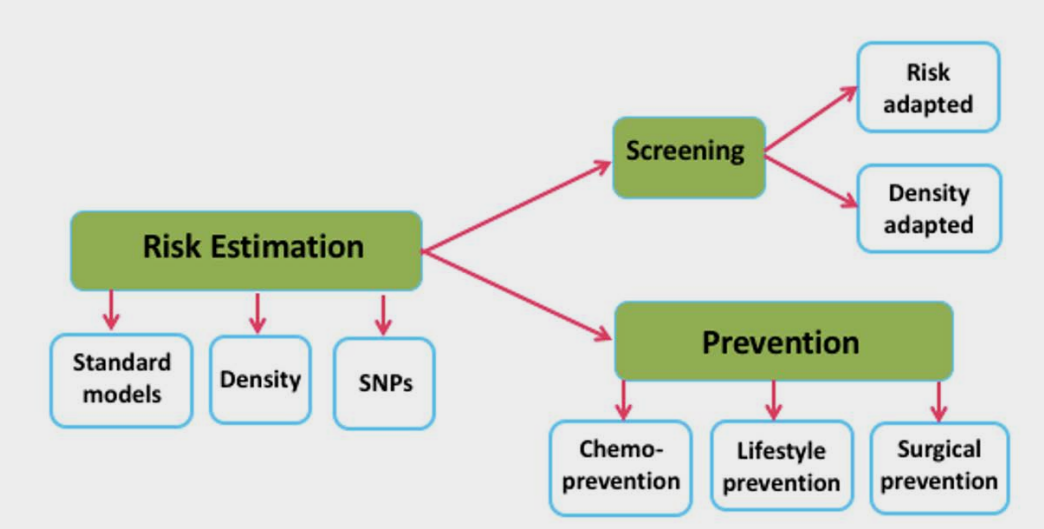 Risk Estimation
Standard
models
Density
SNPs
Screening
Risk
adapted
Density
adapted
Prevention
Chemo-
prevention
Lifestyle
prevention
Surgical
prevention